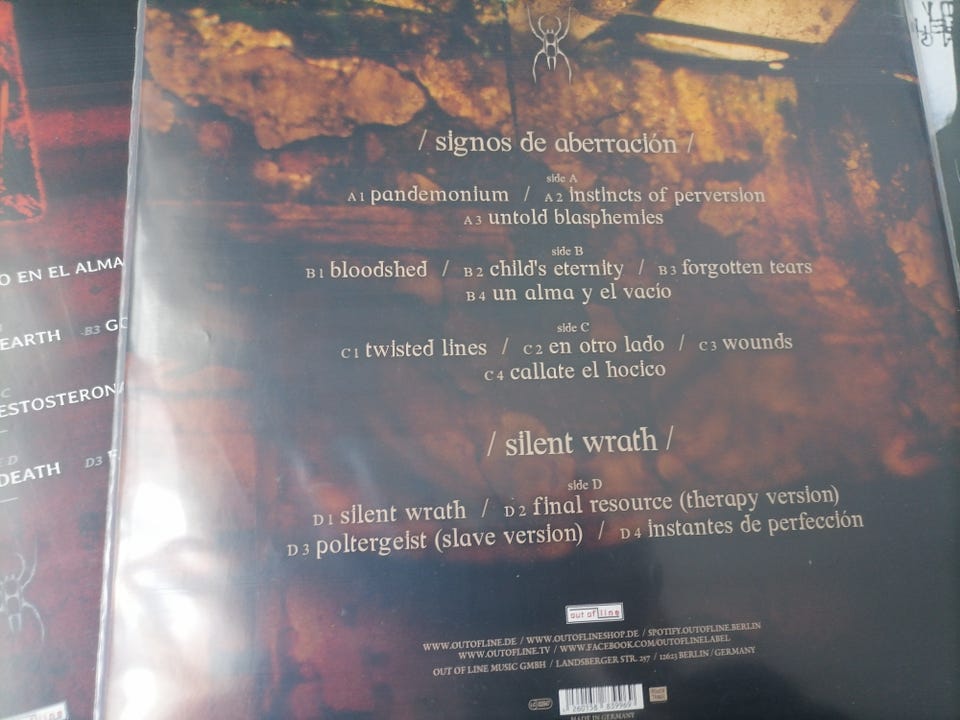 O EN EL ALMA
EARTH B3 GO
C
ESTOSTERONA
D
DEATH D3 F
/ signos de aberración /
side A
A1 pandemonium / A2 instincts of perversion
A3 untold blasphemies
side B
B1 bloodshed / B2 child's eternity / B3 forgotten tears
B4 un alma y el vacío
side C
C1 twisted lines / C2 en otro lado / C3 wounds
C4 callate el hocico
/ silent wrath /
side D
D1 silent wrath / D2 final resource (therapy version)
D3 poltergeist (slave version) / D4 instantes de perfección
out of line
WWW.OUTOFLINE.DE / WWW.OUTOFLINESHOP.DE / SPOTIFY.OUTOFLINE.BERLIN
WWW.OUTOFLINE.TV / WWW.FACEBOOK.COM/OUTOFLINELABEL
OUT OF LINE MUSIC GMBH / LANDSBERGER STR. 257 / 12623 BERLIN / GERMANY
4 260158 839969
MADE IN GERMANY